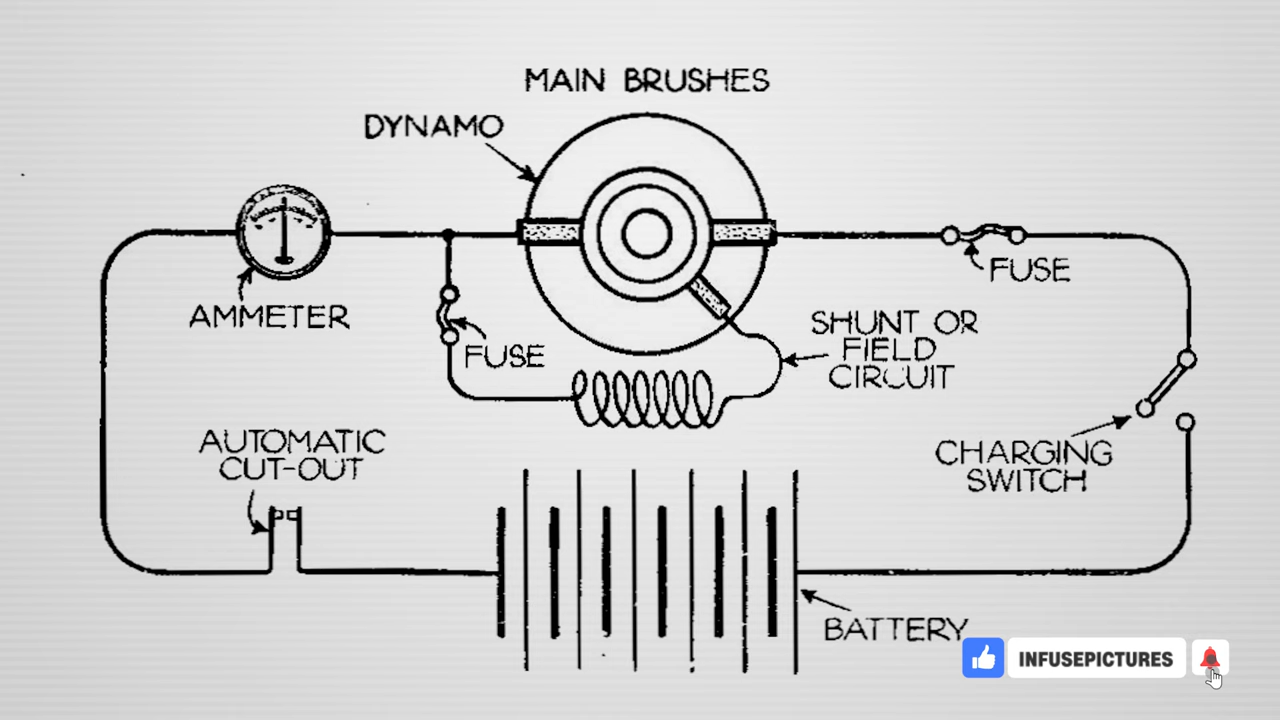 MAIN BRUSHES
DYNAMO
AMMETER
FUSE
FUSE
SHUNT OR
FIELD
CIRCUIT
AUTOMATIC
CUT-OUT
CHARGING
SWITCH
BATTERY
INFUSEPICTURES